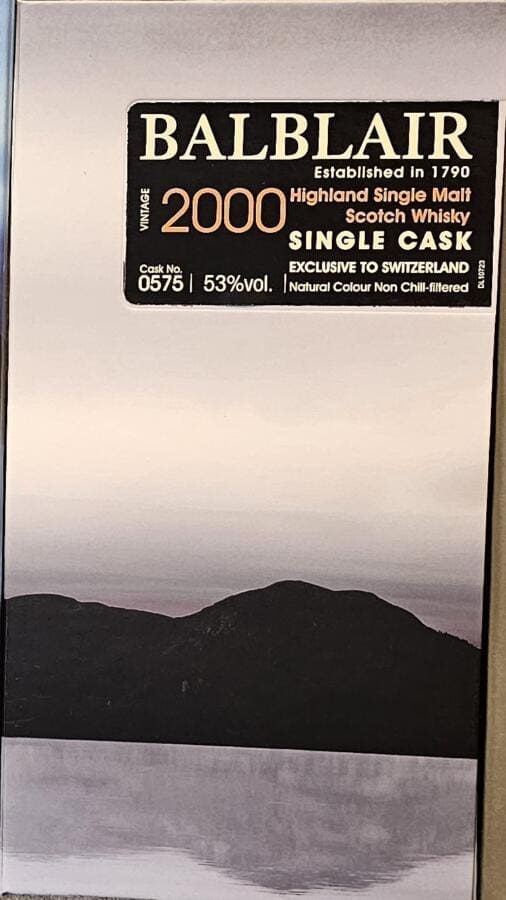 BALBLAIR
Established in 1790
VINTAGE
2000
Highland Single Malt
Scotch Whisky
SINGLE CASK
Cask No.
0575 | 53%vol.
EXCLUSIVE TO SWITZERLAND
Natural Colour Non Chill-filtered
DL10723